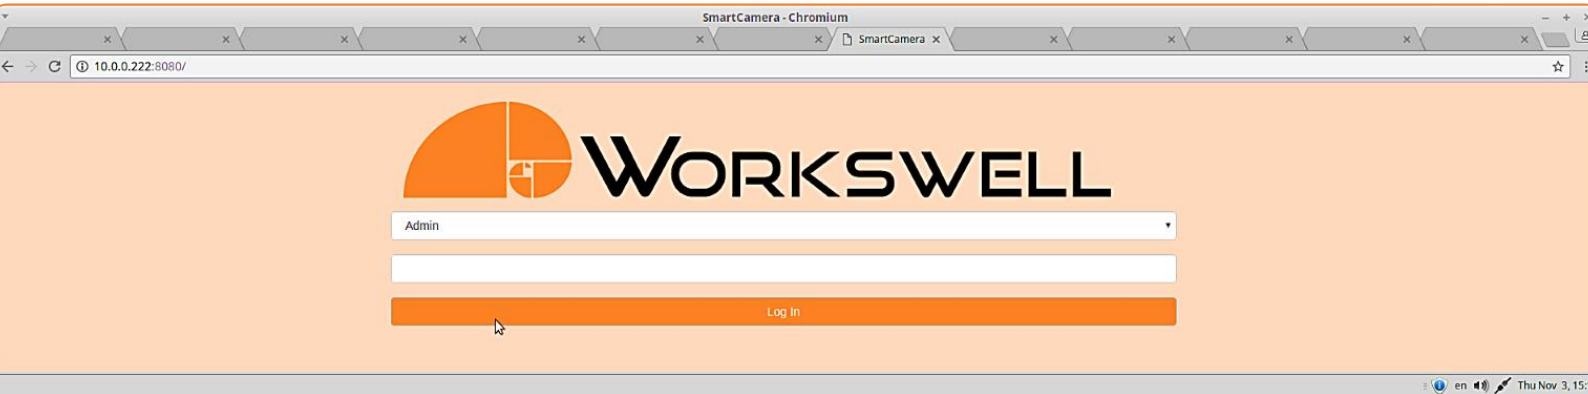 SmartCamera - Chromium
SmartCamera
10.0.0.222:8080/
WORKSWELL
Admin
Log In
en
Thu Nov 3, 15: